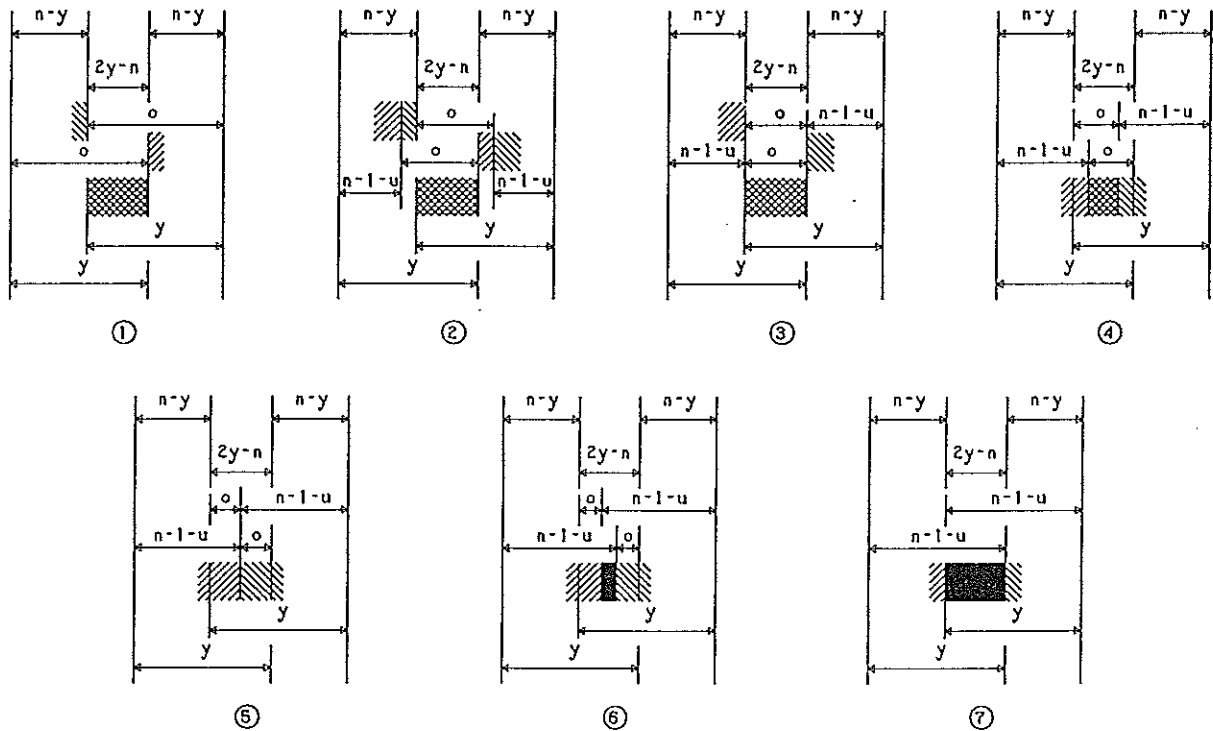 n-y n-y
2y-n
o
o
y
y
①
n-y n-y
2y-n
o
o
n-1-u n-1-u
y
y
②
n-y n-y
2y-n
o n-1-u
n-1-u o
y
y
③
n-y n-y
2y-n
o n-1-u
n-1-u o
y
y
④
n-y n-y
2y-n
o n-1-u
n-1-u o
y
y
⑤
n-y n-y
2y-n
o n-1-u
n-1-u o
y
y
⑥
n-y n-y
2y-n
n-1-u
n-1-u
y
y
⑦